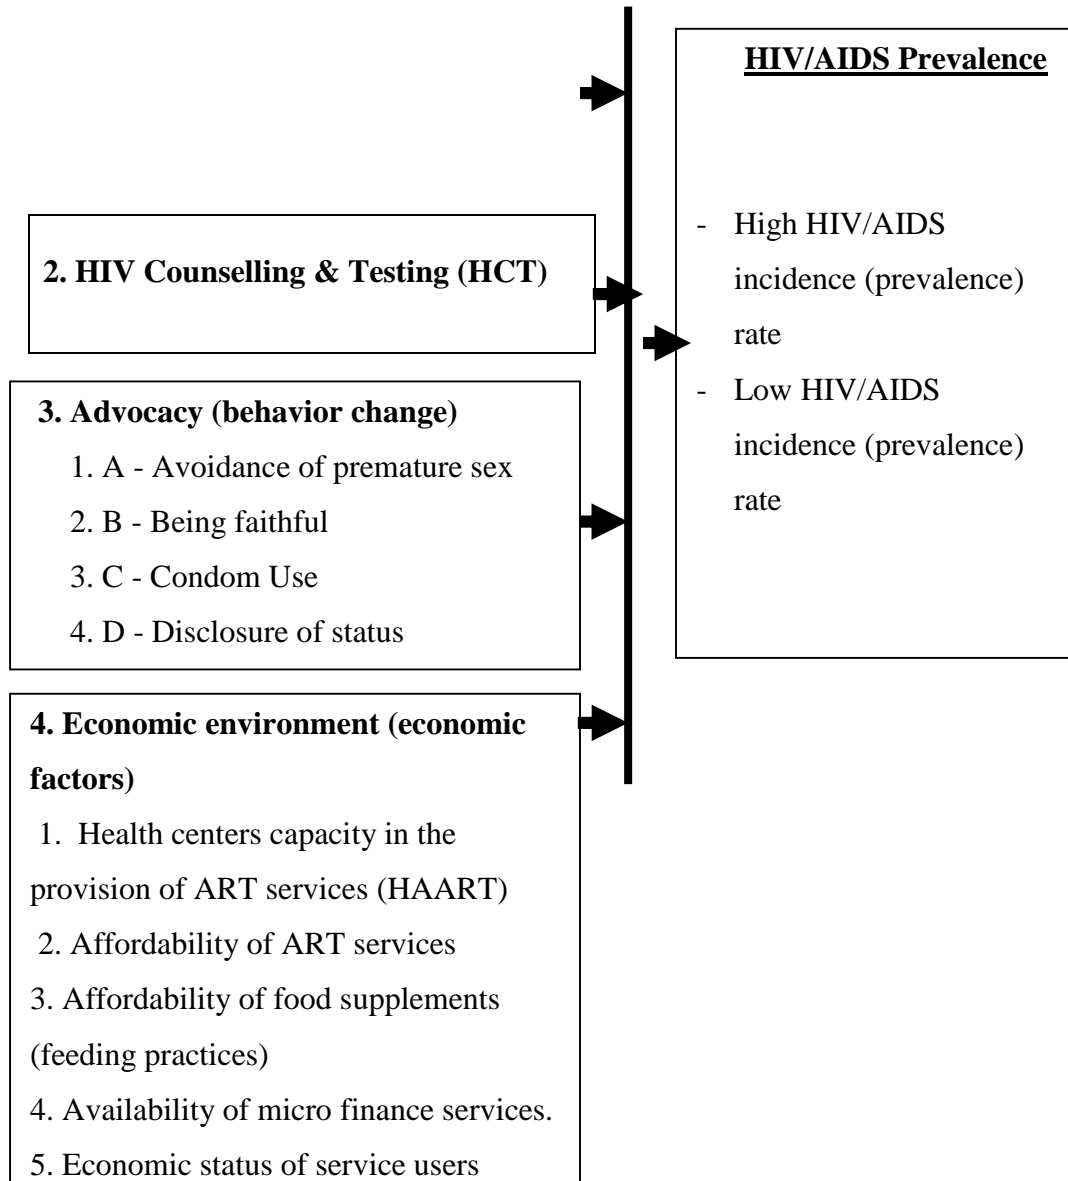 HIV/AIDS Prevalence
- High HIV/AIDS
incidence (prevalence)
rate
- Low HIV/AIDS
incidence (prevalence)
rate
2. HIV Counselling & Testing (HCT)
3. Advocacy (behavior change)
1. A - Avoidance of premature sex
2. B - Being faithful
3. C - Condom Use
4. D - Disclosure of status
4. Economic environment (economic
factors)
1. Health centers capacity in the
provision of ART services (HAART)
2. Affordability of ART services
3. Affordability of food supplements
(feeding practices)
4. Availability of micro finance services.
5. Economic status of service users